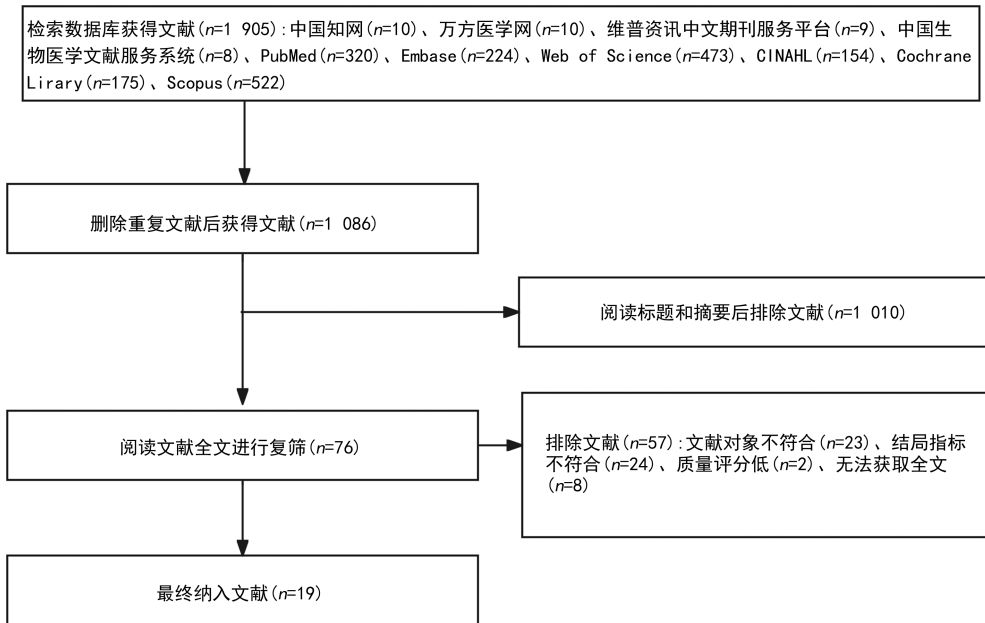 检索数据库获得文献(n=1 905):中国知网(n=10)、万方医学网(n=10)、维普资讯中文期刊服务平台(n=9)、中国生
物医学文献服务系统(n=8)、PubMed(n=320)、Embase(n=224)、Web of Science(n=473)、CINAHL(n=154)、Cochrane
Lirary(n=175)、Scopus(n=522)
删除重复文献后获得文献(n=1 086)
阅读标题和摘要后排除文献(n=1 010)
阅读文献全文进行复筛(n=76)
排除文献(n=57):文献对象不符合(n=23)、结局指标
不符合(n=24)、质量评分低(n=2)、无法获取全文
(n=8)
最终纳入文献(n=19)